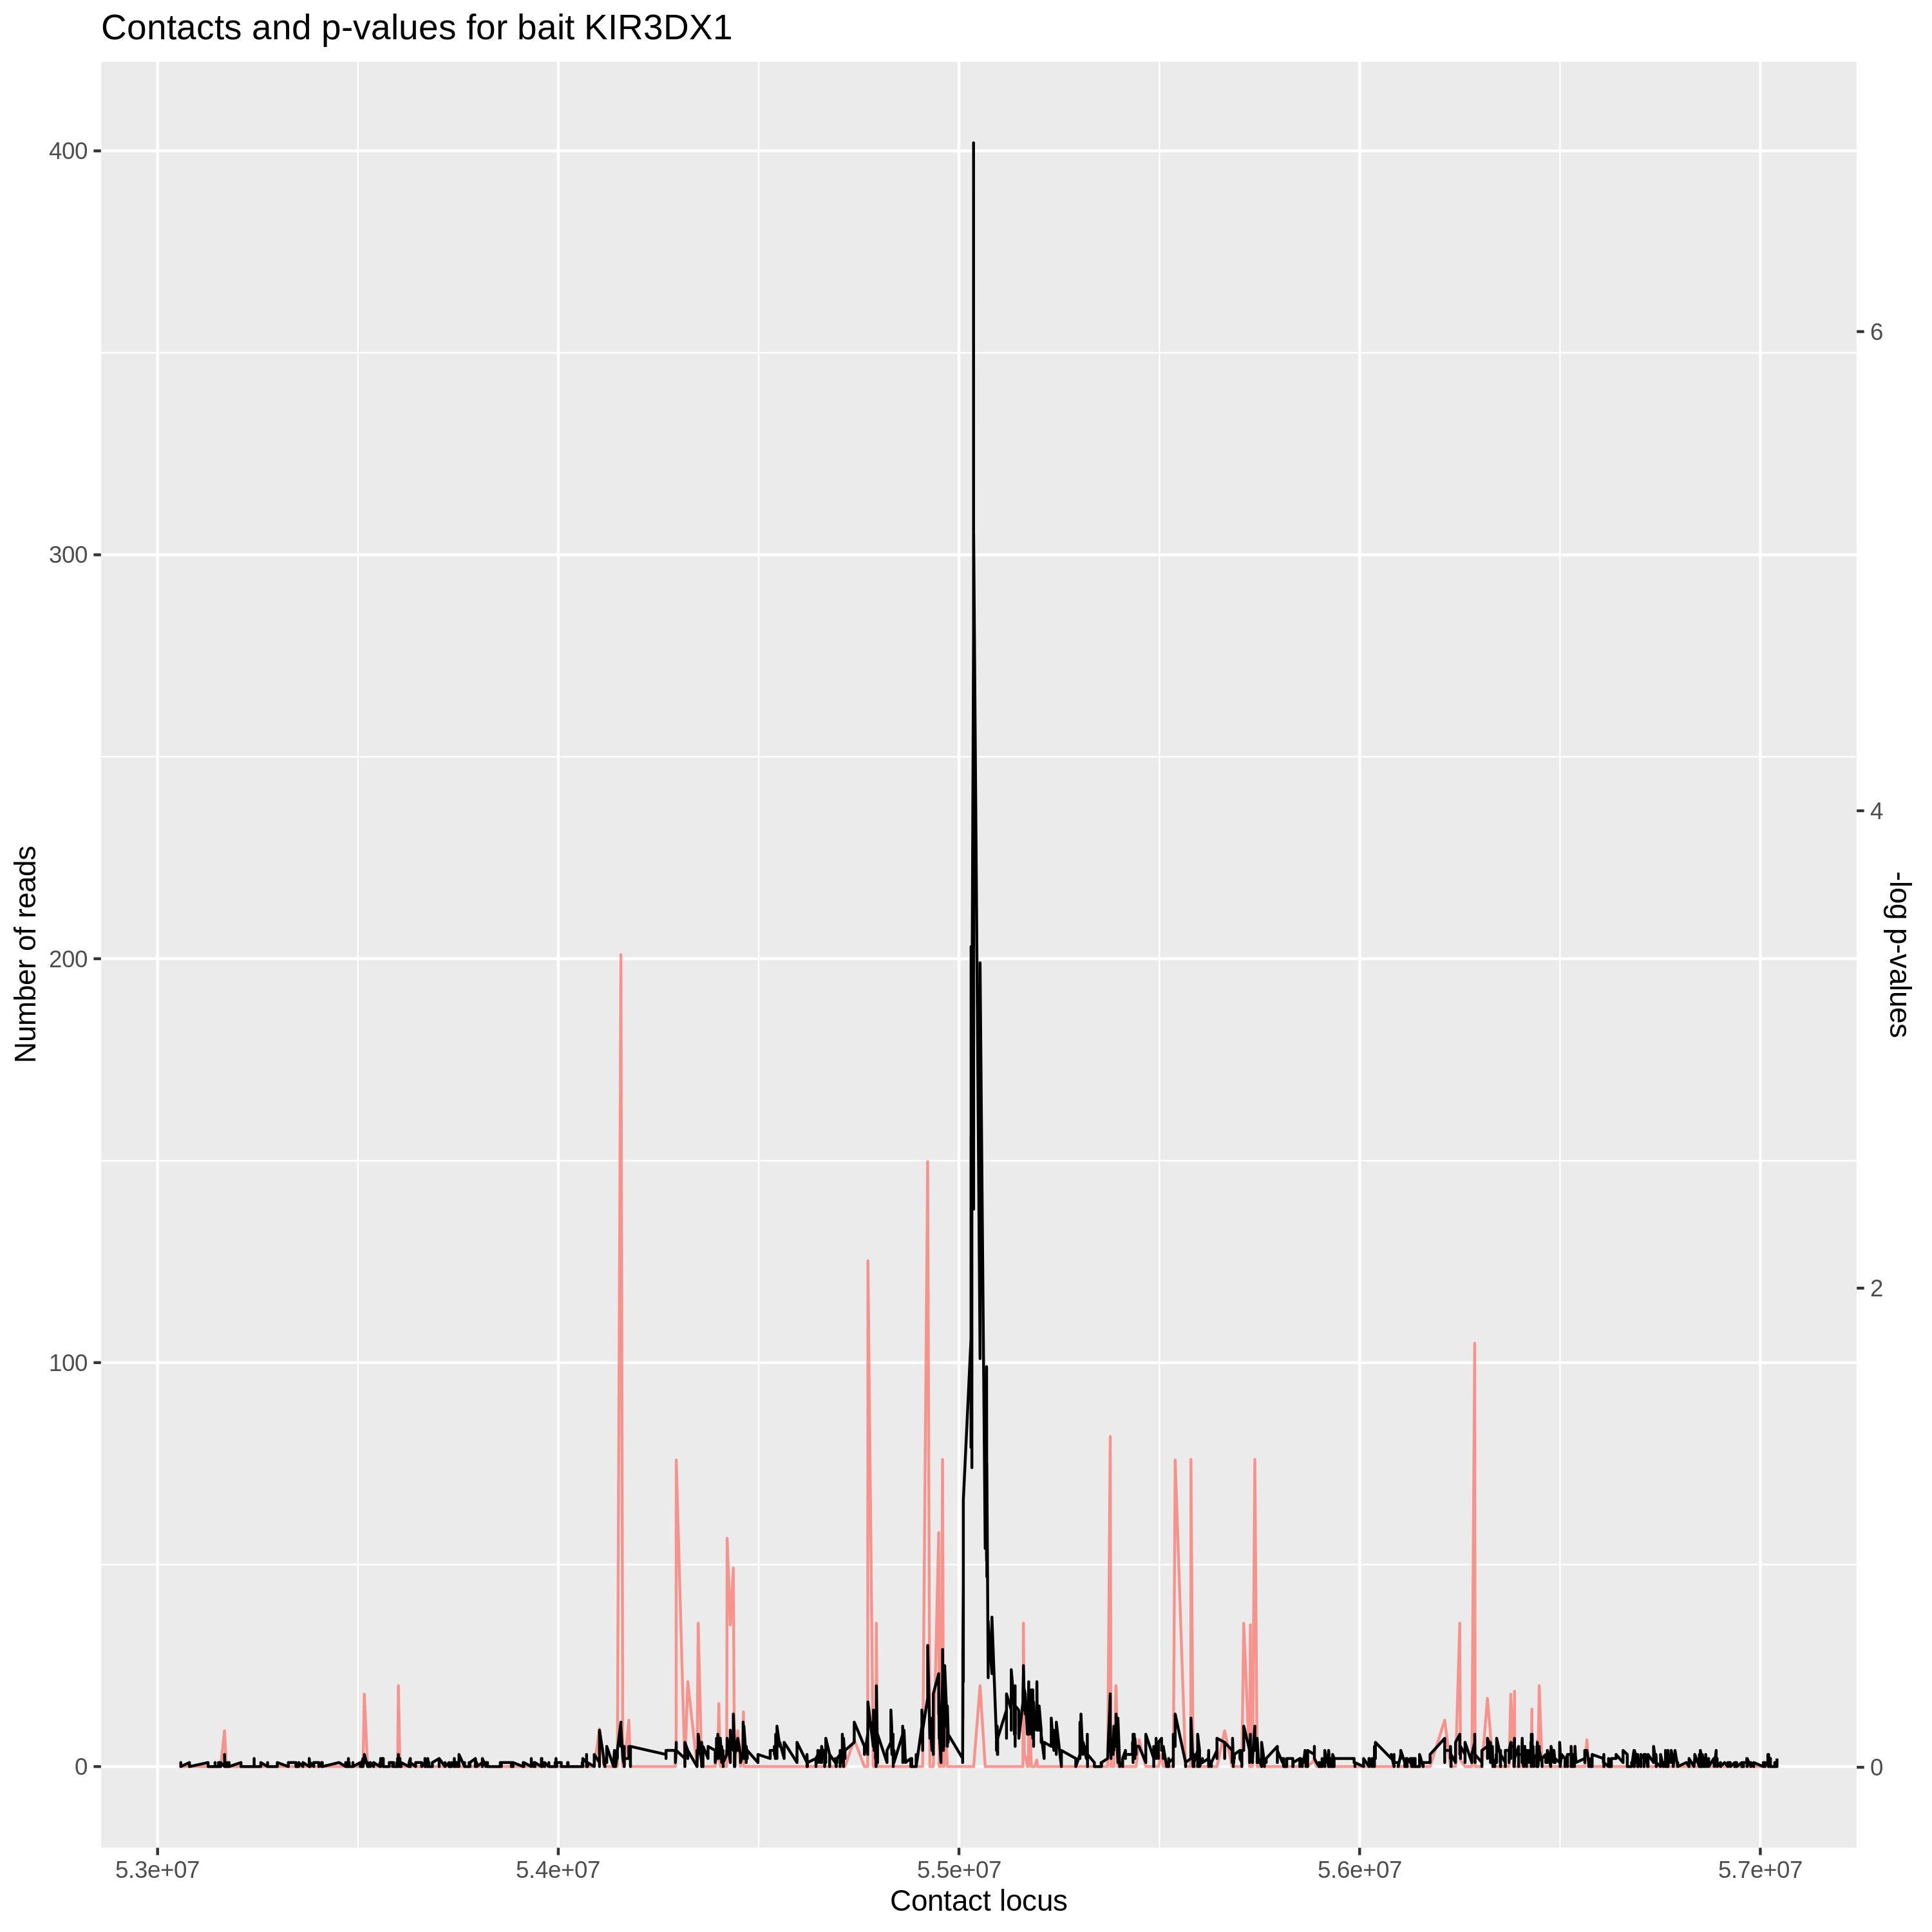 Contacts and p-values for bait KIR3DX1
Number of reads
400
300
200
100
0
6
4
2
0
-log p-values
5.3e+07
5.4e+07
5.5e+07
5.6e+07
5.7e+07
Contact locus